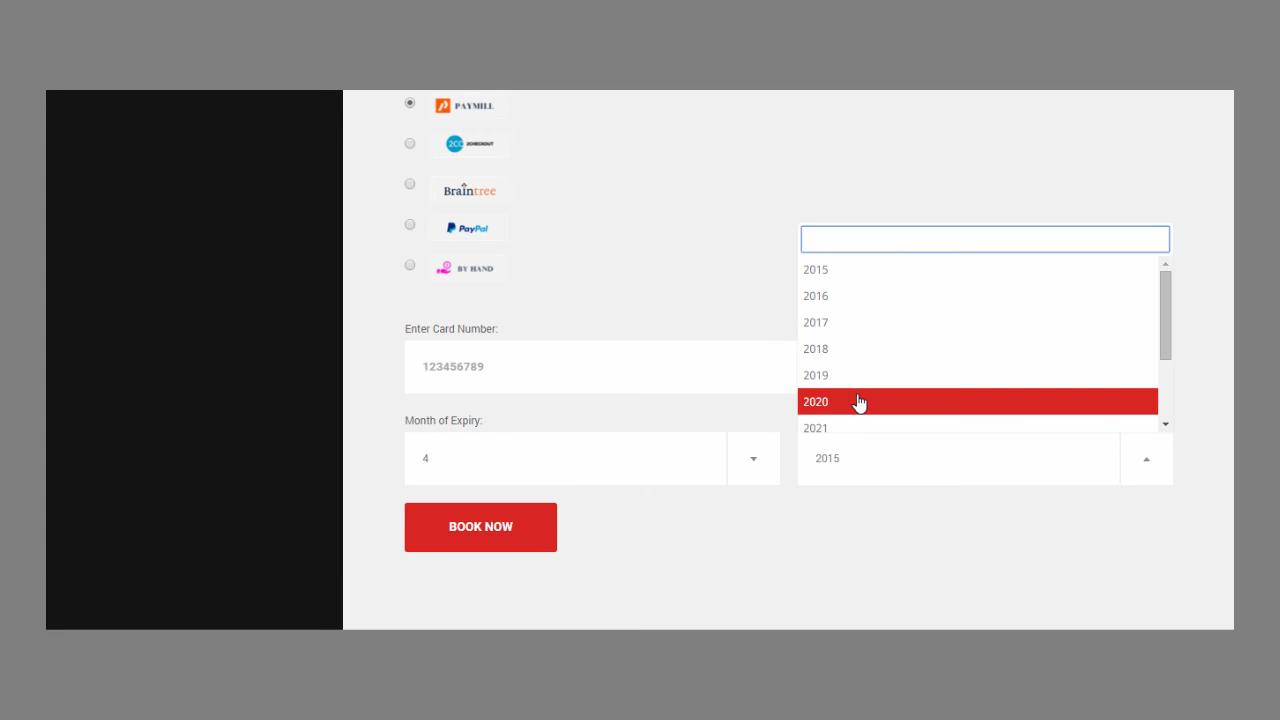 PAYMILL
2CO 2CHECKOUT
Braintree
PayPal
BY HAND
2015
2016
2017
2018
2019
2020
2021
Enter Card Number:
123456789
Month of Expiry:
4
2015
BOOK NOW